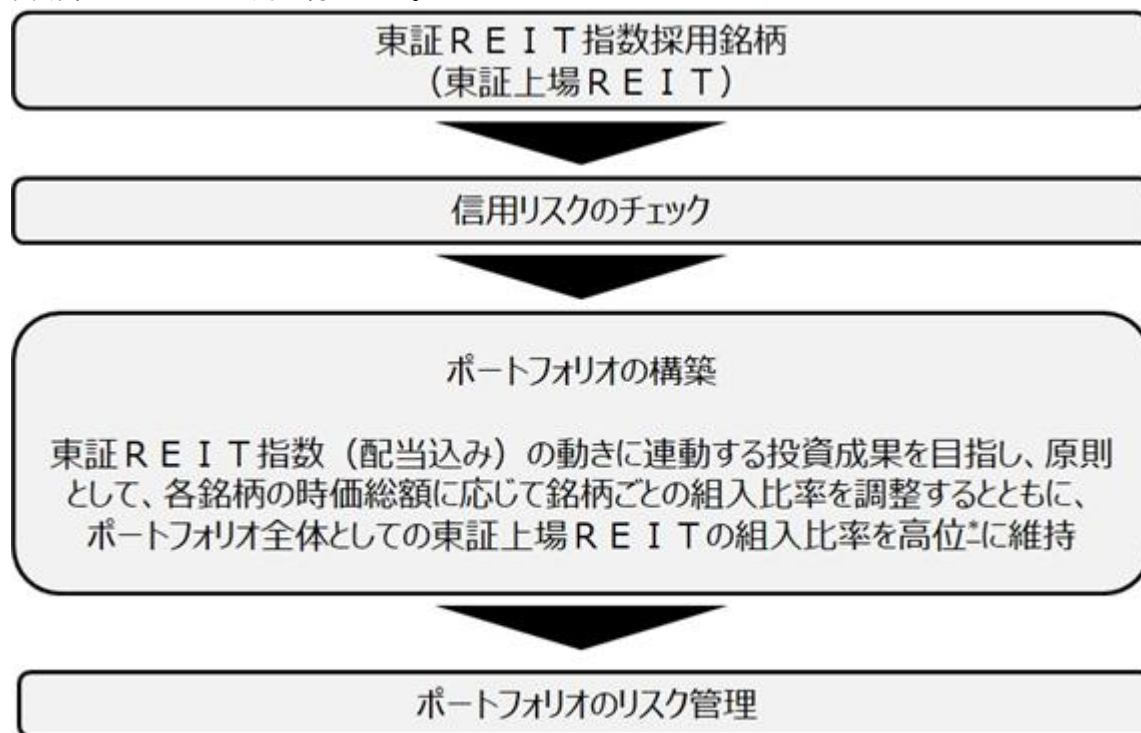 東証ＲＥＩＴ指数採用銘柄
（東証上場ＲＥＩＴ）
信用リスクのチェック
ポートフォリオの構築
東証ＲＥＩＴ指数（配当込み）の動きに連動する投資成果を目指し、原則
として、各銘柄の時価総額に応じて銘柄ごとの組入比率を調整するとともに、
ポートフォリオ全体としての東証上場ＲＥＩＴの組入比率を高位*に維持
ポートフォリオのリスク管理